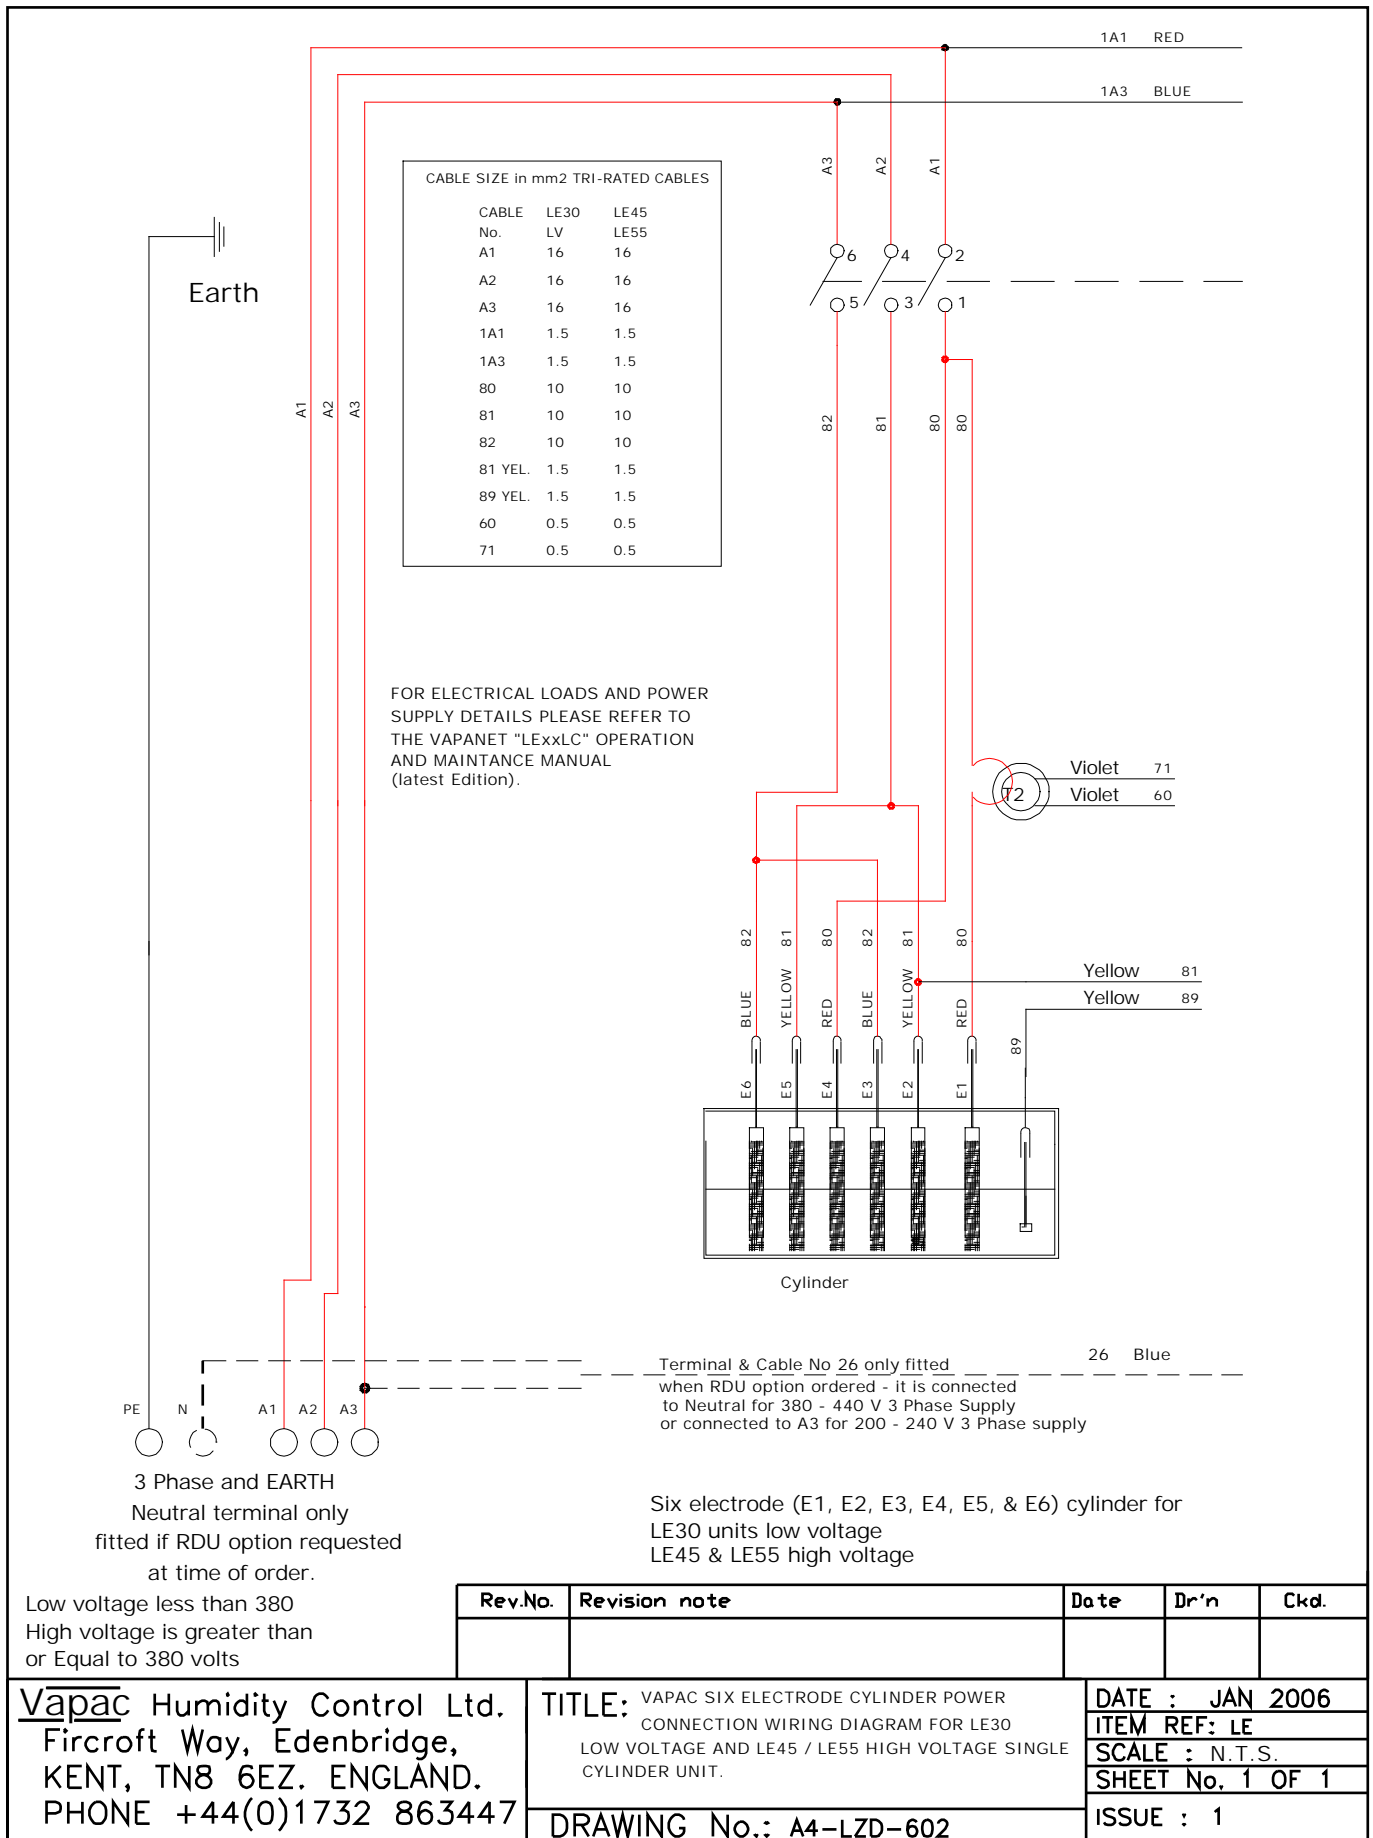 1A1 RED
1A3 BLUE
A3
A2
A1
CABLE SIZE in mm2 TRI-RATED CABLES
CABLE LE30 LE45
No. LV LE55
A1 16 16
A2 16 16
A3 16 16
1A1 1.5 1.5
1A3 1.5 1.5
80 10 10
81 10 10
82 10 10
81 YEL. 1.5 1.5
89 YEL. 1.5 1.5
60 0.5 0.5
71 0.5 0.5
Earth
6 4 2
5 3 1
A1
A2
A3
82
81
80
80
FOR ELECTRICAL LOADS AND POWER
SUPPLY DETAILS PLEASE REFER TO
THE VAPANET "LExxLC" OPERATION
AND MAINTANCE MANUAL
(latest Edition).
T2
Violet 71
Violet 60
82
81
80
82
81
80
Yellow 81
Yellow 89
BLUE
YELLOW
RED
BLUE
YELLOW
RED
89
E6
E5
E4
E3
E2
E1
Cylinder
26 Blue
Terminal & Cable No 26 only fitted
when RDU option ordered - it is connected
to Neutral for 380 - 440 V 3 Phase Supply
or connected to A3 for 200 - 240 V 3 Phase supply
PE N A1 A2 A3
3 Phase and EARTH
Neutral terminal only
fitted if RDU option requested
at time of order.
Low voltage less than 380
High voltage is greater than
or Equal to 380 volts
Six electrode (E1, E2, E3, E4, E5, & E6) cylinder for
LE30 units low voltage
LE45 & LE55 high voltage
Rev.No. Revision note Date Dr'n Ckd.
Vapac Humidity Control Ltd.
Fircroft Way, Edenbridge,
KENT, TN8 6EZ. ENGLAND.
PHONE +44(0)1732 863447
TITLE: VAPAC SIX ELECTRODE CYLINDER POWER
CONNECTION WIRING DIAGRAM FOR LE30
LOW VOLTAGE AND LE45 / LE55 HIGH VOLTAGE SINGLE
CYLINDER UNIT.
DRAWING No.: A4-LZD-602
DATE : JAN 2006
ITEM REF: LE
SCALE : N.T.S.
SHEET No. 1 OF 1
ISSUE : 1